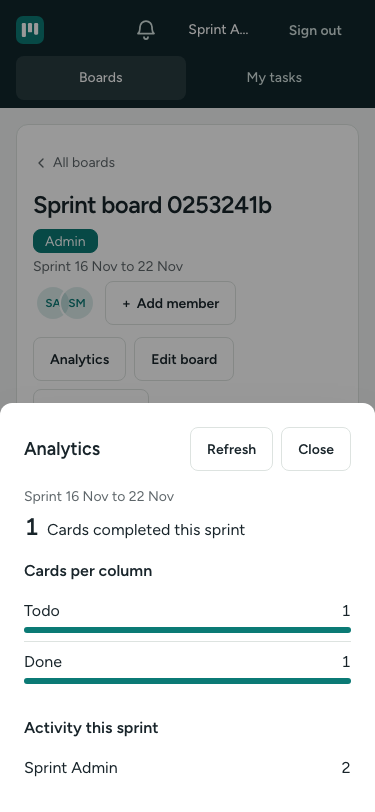 Sprint A...
Sign out
Boards
My tasks
All boards
Sprint board 0253241b
Admin
Sprint 16 Nov to 22 Nov
SA
SM
+ Add member
Analytics
Edit board
Analytics
Refresh
Close
Sprint 16 Nov to 22 Nov
1 Cards completed this sprint
Cards per column
Todo 1
Done 1
Activity this sprint
Sprint Admin 2